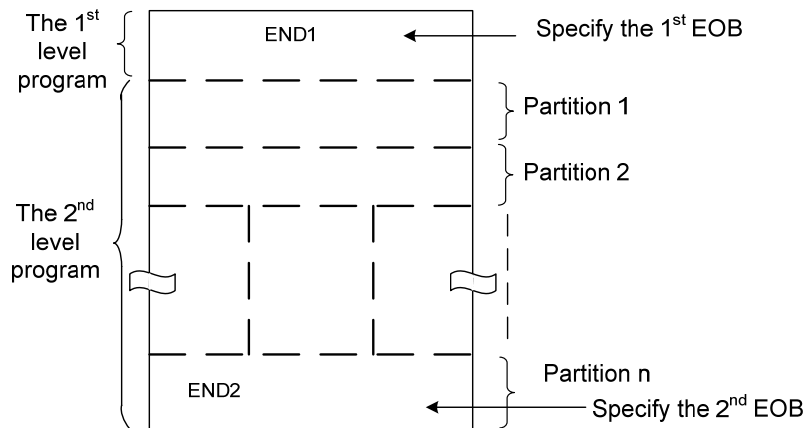 The 1st
level
program
END1
Specify the 1st EOB
Partition 1
Partition 2
The 2nd
level
program
Partition n
END2
Specify the 2nd EOB